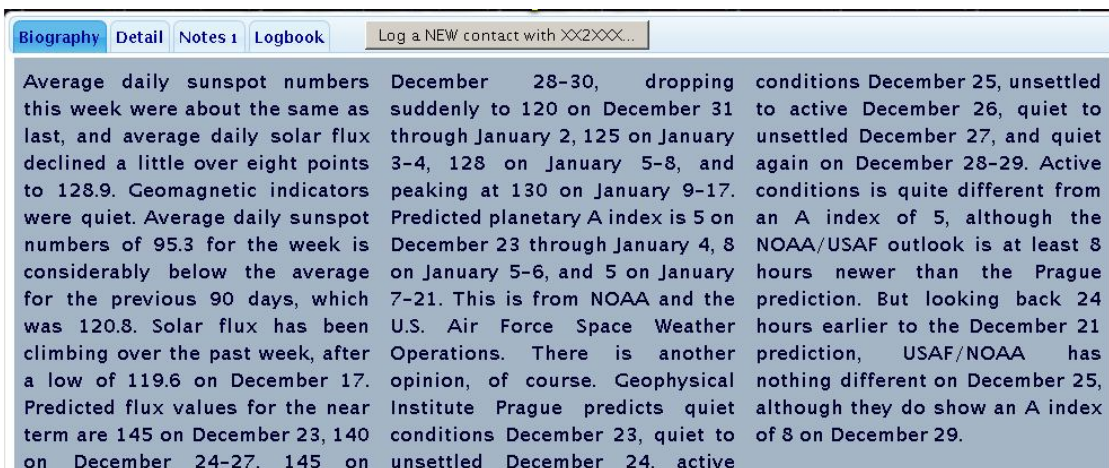 Biography Detail Notes 1 Logbook Log a NEW contact with XX2XXX...
Average daily sunspot numbers
this week were about the same as
last, and average daily solar flux
declined a little over eight points
to 128.9. Geomagnetic indicators
were quiet. Average daily sunspot
numbers of 95.3 for the week is
considerably below the average
for the previous 90 days, which
was 120.8. Solar flux has been
climbing over the past week, after
a low of 119.6 on December 17.
Predicted flux values for the near
term are 145 on December 23, 140
on December 24-27, 145 on
December 28-30, dropping
suddenly to 120 on December 31
through January 2, 125 on January
3-4, 128 on January 5-8, and
peaking at 130 on January 9-17.
Predicted planetary A index is 5 on
December 23 through January 4, 8
on January 5-6, and 5 on January
7-21. This is from NOAA and the
U.S. Air Force Space Weather
Operations. There is another
opinion, of course. Geophysical
Institute Prague predicts quiet
conditions December 23, quiet to
unsettled December 24, active
conditions December 25, unsettled
to active December 26, quiet to
unsettled December 27, and quiet
again on December 28-29. Active
conditions is quite different from
an A index of 5, although the
NOAA/USAF outlook is at least 8
hours newer than the Prague
prediction. But looking back 24
hours earlier to the December 21
prediction, USAF/NOAA has
nothing different on December 25,
although they do show an A index
of 8 on December 29.